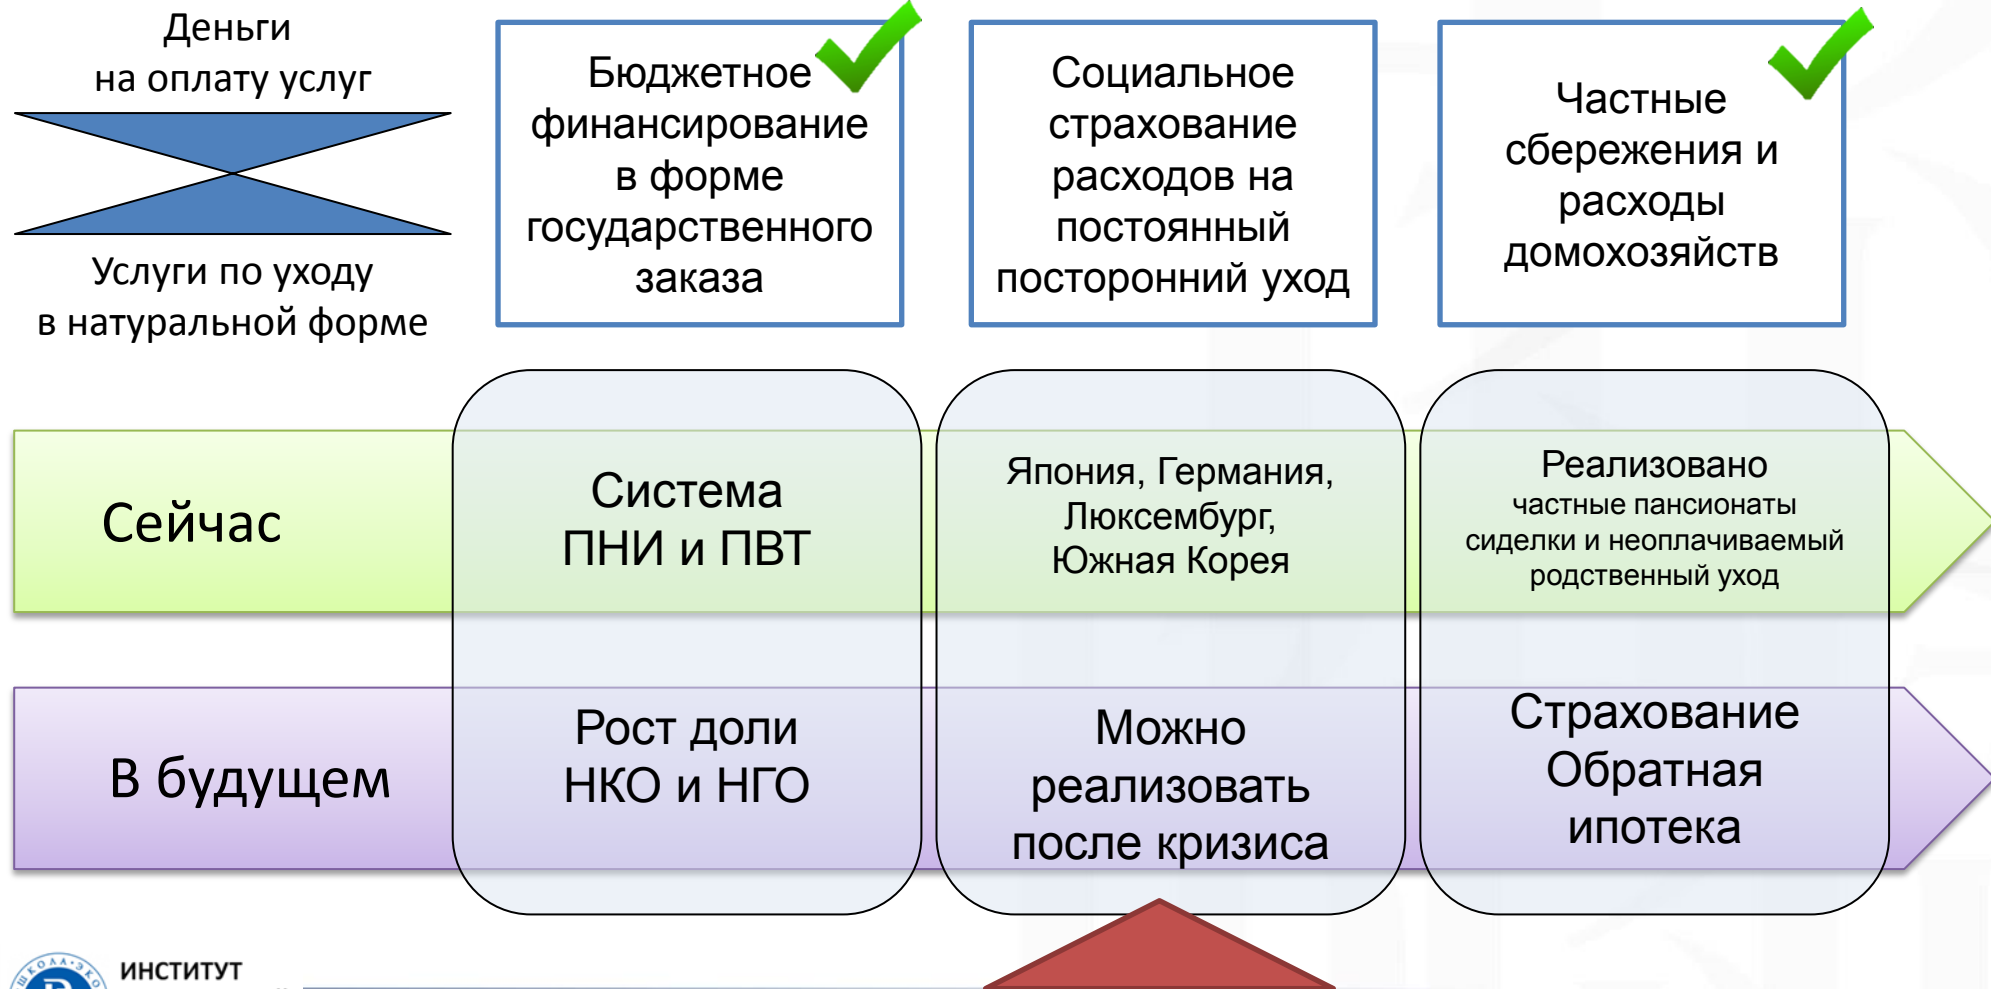 Деньги
на оплату услуг
Услуги по уходу
в натуральной форме
Бюджетное
финансирование
в форме
государственного
заказа
Социальное
страхование
расходов на
постоянный
посторонний уход
Частные
сбережения и
расходы
домохозяйств
Сейчас
Система
ПНИ и ПВТ
Япония, Германия,
Люксембург,
Южная Корея
Реализовано
частные пансионаты
сиделки и неоплачиваемый
родственный уход
В будущем
Рост доли
НКО и НГО
Можно
реализовать
после кризиса
Страхование
Обратная
ипотека
ИНСТИТУТ